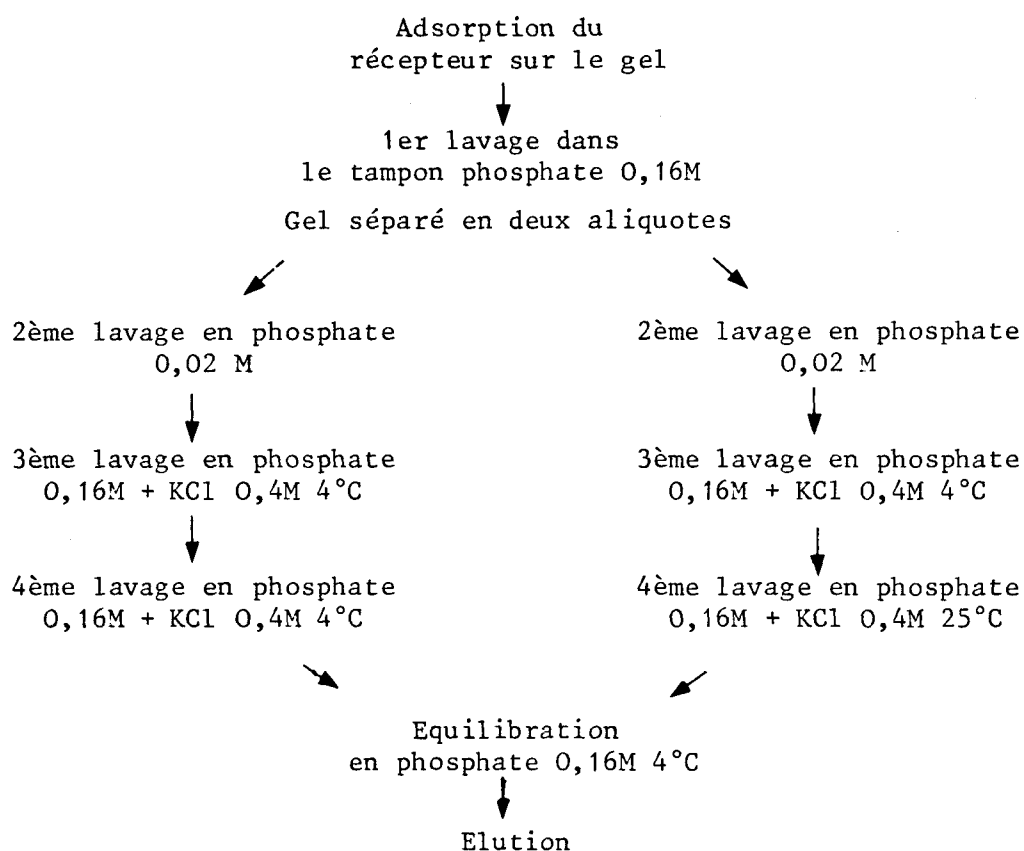 Adsorption du
récepteur sur le gel
1er lavage dans
le tampon phosphate 0,16M
Gel séparé en deux aliquotes
2ème lavage en phosphate
0,02 M
3ème lavage en phosphate
0,16M + KCl 0,4M 4°C
4ème lavage en phosphate
0,16M + KCl 0,4M 4°C
2ème lavage en phosphate
0,02 M
3ème lavage en phosphate
0,16M + KCl 0,4M 4°C
4ème lavage en phosphate
0,16M + KCl 0,4M 25°C
Equilibration
en phosphate 0,16M 4°C
Elution